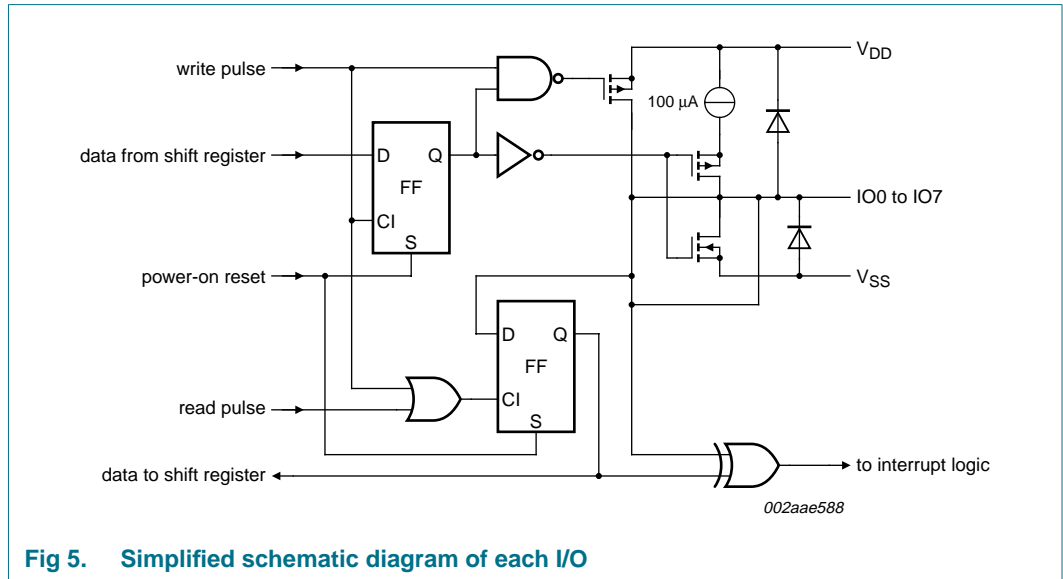 write pulse
V_DD
100 μA
data from shift register
D
Q
FF
IO0 to IO7
CI
S
power-on reset
V_SS
D
Q
FF
read pulse
CI
S
data to shift register
to interrupt logic
002aae588
Fig 5. Simplified schematic diagram of each I/O